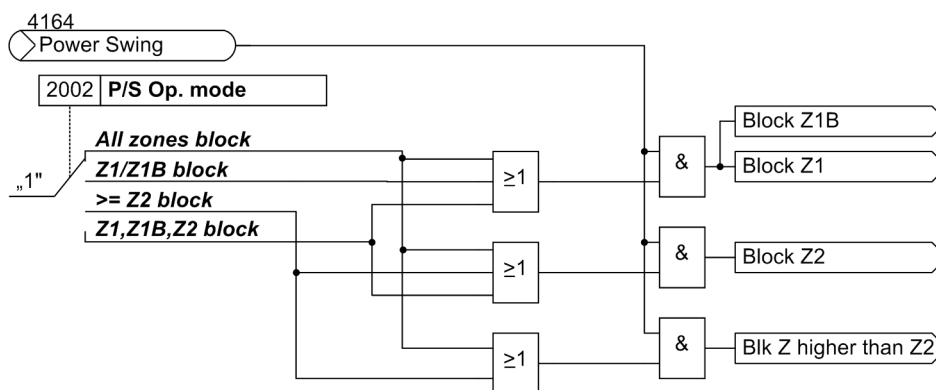 4164
Power Swing
2002 P/S Op. mode
All zones block
Z1/Z1B block
>= Z2 block
Z1,Z1B,Z2 block
„1"
≥1
≥1
≥1
&
&
&
Block Z1B
Block Z1
Block Z2
Blk Z higher than Z2